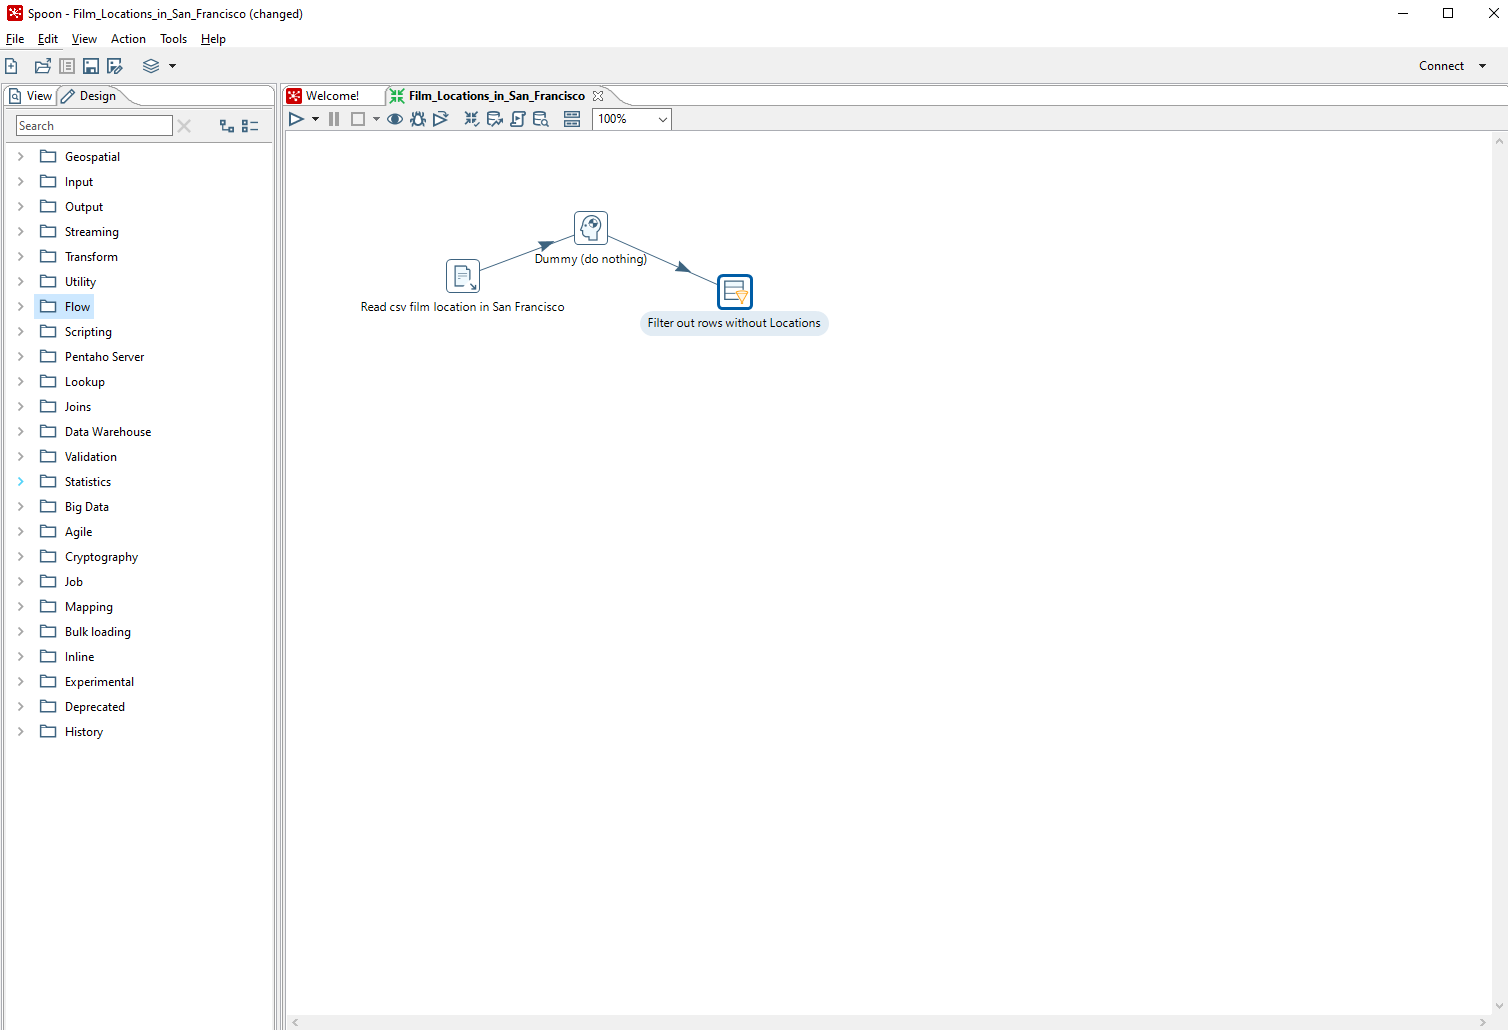 Spoon - Film_Locations_in_San_Francisco (changed)
File Edit View Action Tools Help
Connect
View Design
Welcome! Film_Locations_in_San_Francisco
Search
100%
Geospatial
Input
Output
Streaming
Transform
Utility
Flow
Scripting
Pentaho Server
Lookup
Joins
Data Warehouse
Validation
Statistics
Big Data
Agile
Cryptography
Job
Mapping
Bulk loading
Inline
Experimental
Deprecated
History
Dummy (do nothing)
Read csv film location in San Francisco
Filter out rows without Locations